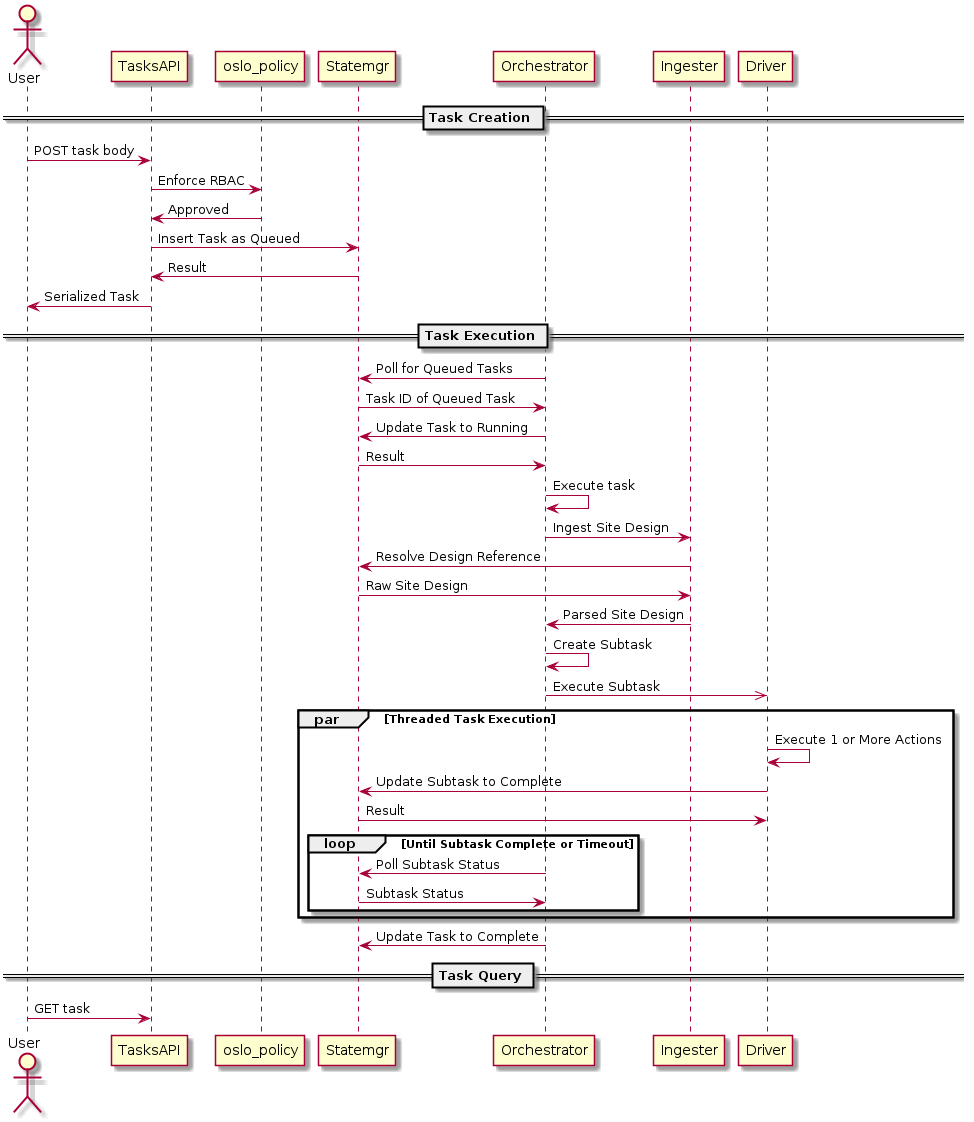 User
TasksAPI
oslo_policy
Statemgr
Orchestrator
Ingester
Driver
Task Creation
POST task body
Enforce RBAC
Approved
Insert Task as Queued
Result
Serialized Task
Task Execution
Poll for Queued Tasks
Task ID of Queued Task
Update Task to Running
Result
Execute task
Ingest Site Design
Resolve Design Reference
Raw Site Design
Parsed Site Design
Create Subtask
Execute Subtask
par [Threaded Task Execution]
Execute 1 or More Actions
Update Subtask to Complete
Result
loop [Until Subtask Complete or Timeout]
Poll Subtask Status
Subtask Status
Update Task to Complete
Task Query
GET task
User
TasksAPI
oslo_policy
Statemgr
Orchestrator
Ingester
Driver